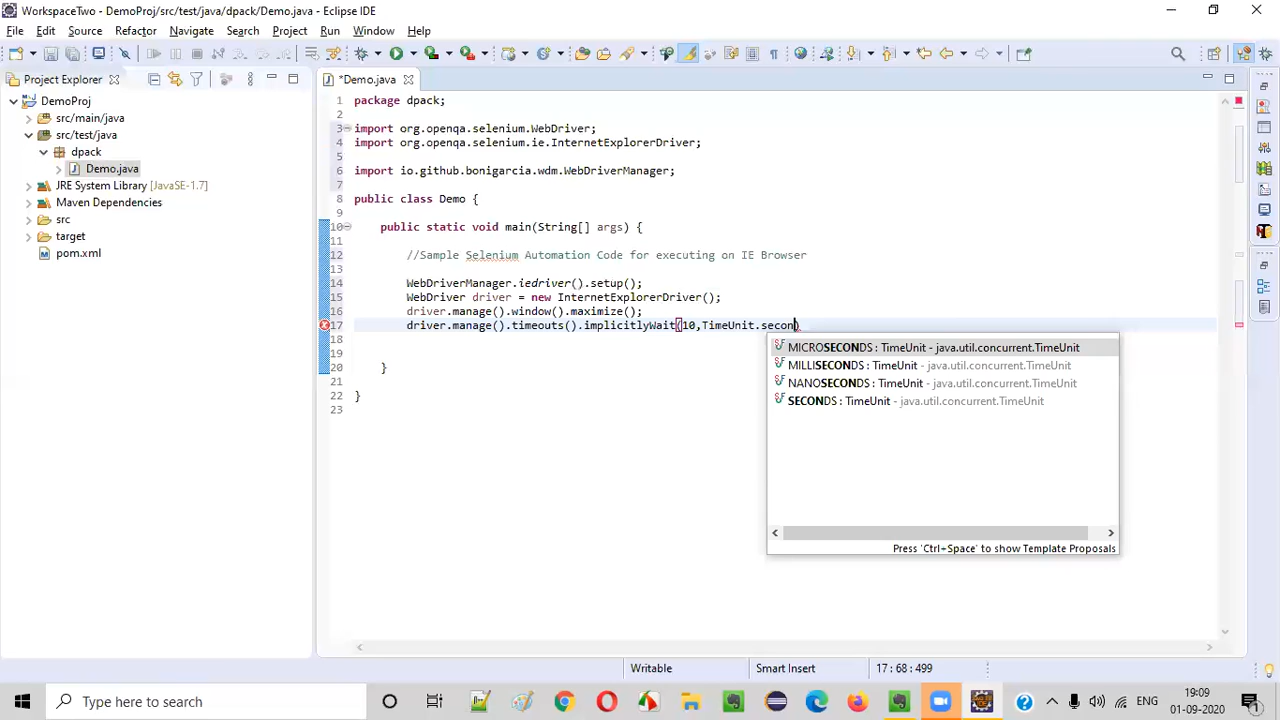 WorkspaceTwo - DemoProj/src/test/java/dpack/Demo.java - Eclipse IDE
File Edit Source Refactor Navigate Search Project Run Window Help
Project Explorer
*Demo.java
DemoProj
src/main/java
src/test/java
dpack
Demo.java
JRE System Library [JavaSE-1.7]
Maven Dependencies
src
target
pom.xml
1 package dpack;
2
3 import org.openqa.selenium.WebDriver;
4 import org.openqa.selenium.ie.InternetExplorerDriver;
5
6 import io.github.bonigarcia.wdm.WebDriverManager;
7
8 public class Demo {
9
10 public static void main(String[] args) {
11
12 //Sample Selenium Automation Code for executing on IE Browser
13
14 WebDriverManager.iedriver().setup();
15 WebDriver driver = new InternetExplorerDriver();
16 driver.manage().window().maximize();
17 driver.manage().timeouts().implicitlyWait(10,TimeUnit.secon)
18
19
20 }
21
22 }
23
MICROSECONDS : TimeUnit - java.util.concurrent.TimeUnit
MILLISECONDS : TimeUnit - java.util.concurrent.TimeUnit
NANOSECONDS : TimeUnit - java.util.concurrent.TimeUnit
SECONDS : TimeUnit - java.util.concurrent.TimeUnit
Press 'Ctrl+Space' to show Template Proposals
Writable Smart Insert 17 : 68 : 499
Type here to search
ENG
19:09
01-09-2020